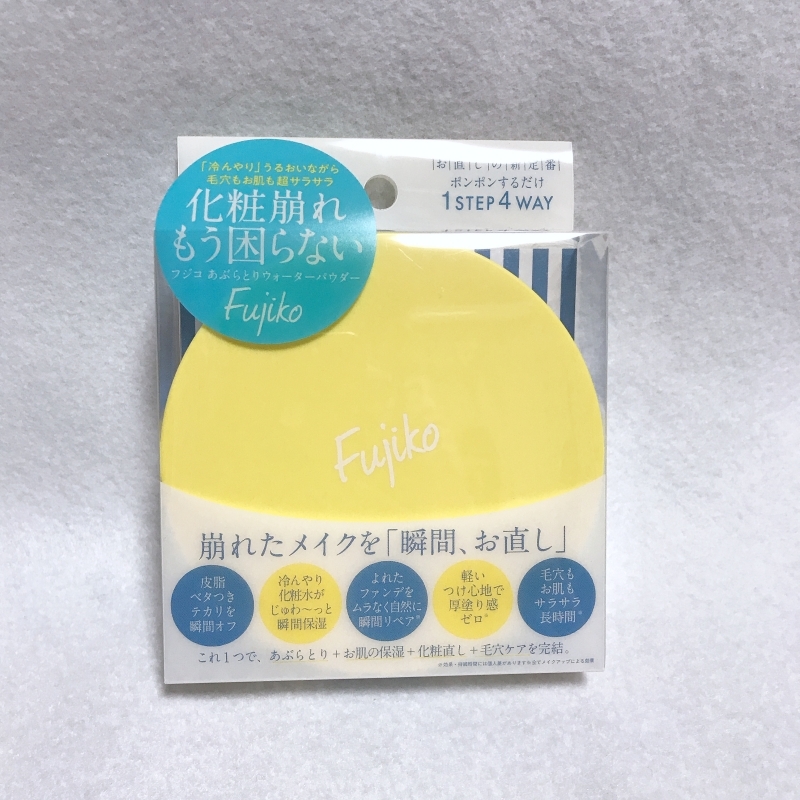 「冷んやり」うるおいながら
毛穴もお肌も超サラサラ
化粧崩れ
もう困らない
フジコ あぶらとりウォーターパウダー
Fujiko
お直しの新定番
ポンポンするだけ
1 STEP 4 WAY
Fujiko
崩れたメイクを「瞬間、お直し」
皮脂
ベタつき
テカリを
瞬間オフ
冷んやり
化粧水が
じゅわ〜っと
瞬間保湿
よれた
ファンデを
ムラなく自然に
瞬間リペア※
軽い
つけ心地で
厚塗り感
ゼロ※
毛穴も
お肌も
サラサラ
長時間※
これ1つで、あぶらとり+お肌の保湿+化粧直し+毛穴ケアを完結。